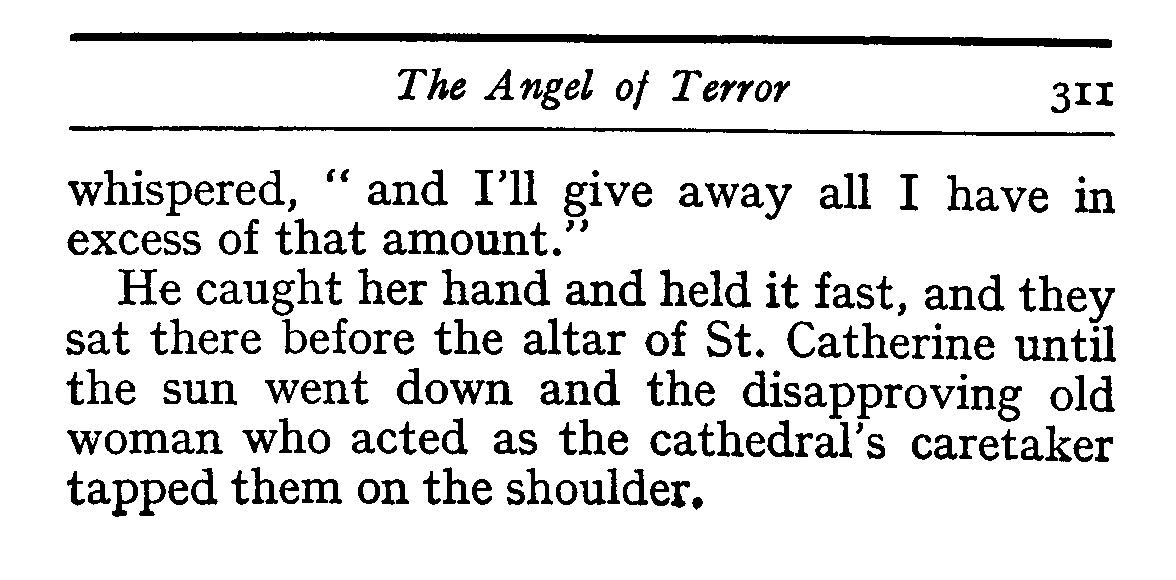 The Angel of Terror 311
whispered, “ and I’ll give away all I have in
excess of that amount.”
He caught her hand and held it fast, and they
sat there before the altar of St. Catherine until
the sun went down and the disapproving old
woman who acted as the cathedral’s caretaker
tapped them on the shoulder.